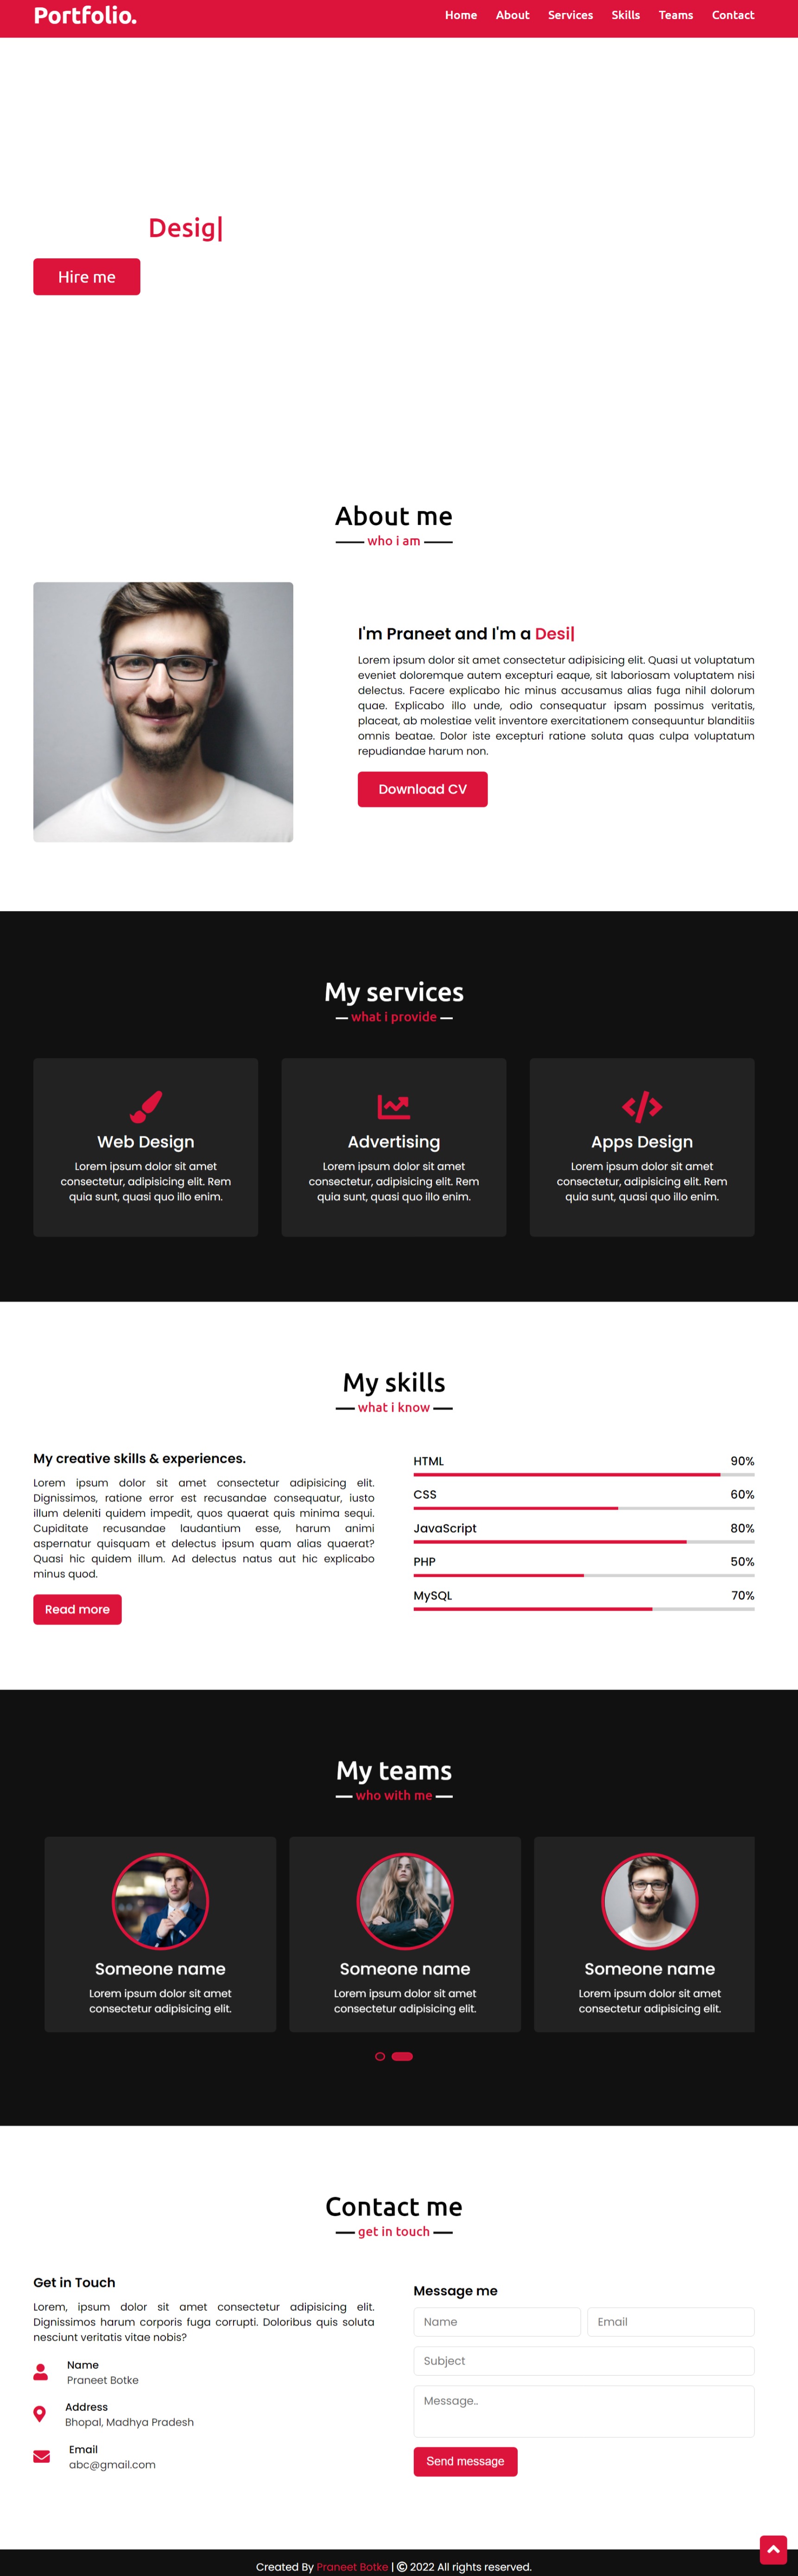 Portfolio.
Home About Services Skills Teams Contact
Desig|
Hire me
About me
who i am
I'm Praneet and I'm a Desi|
Lorem ipsum dolor sit amet consectetur adipisicing elit. Quasi ut voluptatum
eveniet doloremque autem excepturi eaque, sit laboriosam voluptatem nisi
delectus. Facere explicabo hic minus accusamus alias fuga nihil dolorum
quae. Explicabo illo unde, odio consequatur ipsam possimus veritatis,
placeat, ab molestiae velit inventore exercitationem consequuntur blanditiis
omnis beatae. Dolor iste excepturi ratione soluta quas culpa voluptatum
repudiandae harum non.
Download CV
My services
what i provide
Web Design
Lorem ipsum dolor sit amet
consectetur, adipisicing elit. Rem
quia sunt, quasi quo illo enim.
Advertising
Lorem ipsum dolor sit amet
consectetur, adipisicing elit. Rem
quia sunt, quasi quo illo enim.
Apps Design
Lorem ipsum dolor sit amet
consectetur, adipisicing elit. Rem
quia sunt, quasi quo illo enim.
My skills
what i know
My creative skills & experiences.
Lorem ipsum dolor sit amet consectetur adipisicing elit.
Dignissimos, ratione error est recusandae consequatur, iusto
illum deleniti quidem impedit, quos quaerat quis minima sequi.
Cupiditate recusandae laudantium esse, harum animi
aspernatur quisquam et delectus ipsum quam alias quaerat?
Quasi hic quidem illum. Ad delectus natus aut hic explicabo
minus quod.
Read more
HTML 90%
CSS 60%
JavaScript 80%
PHP 50%
MySQL 70%
My teams
who with me
Someone name
Lorem ipsum dolor sit amet
consectetur adipisicing elit.
Someone name
Lorem ipsum dolor sit amet
consectetur adipisicing elit.
Someone name
Lorem ipsum dolor sit amet
consectetur adipisicing elit.
Contact me
get in touch
Get in Touch
Lorem, ipsum dolor sit amet consectetur adipisicing elit.
Dignissimos harum corporis fuga corrupti. Doloribus quis soluta
nesciunt veritatis vitae nobis?
Name
Praneet Botke
Address
Bhopal, Madhya Pradesh
Email
abc@gmail.com
Message me
Name Email
Subject
Message..
Send message
Created By Praneet Botke | © 2022 All rights reserved.